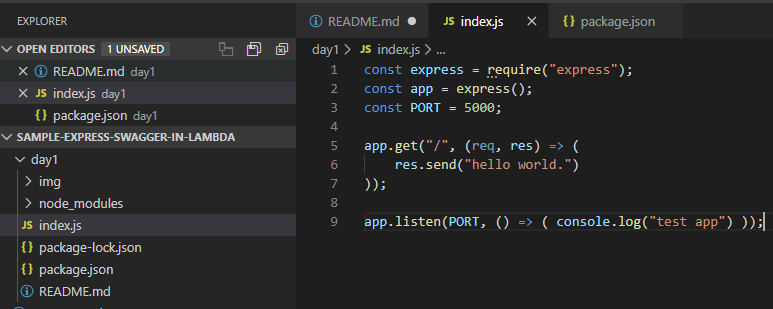 EXPLORER
OPEN EDITORS 1 UNSAVED
README.md day1
index.js day1
package.json day1
SAMPLE-EXPRESS-SWAGGER-IN-LAMBDA
day1
img
node_modules
JS index.js
package-lock.json
package.json
README.md
README.md
JS index.js
package.json
day1 > JS index.js > ...
1 const express = require("express");
2 const app = express();
3 const PORT = 5000;
4
5 app.get("/", (req, res) => (
6     res.send("hello world.")
7 ));
8
9 app.listen(PORT, () => ( console.log("test app") ));